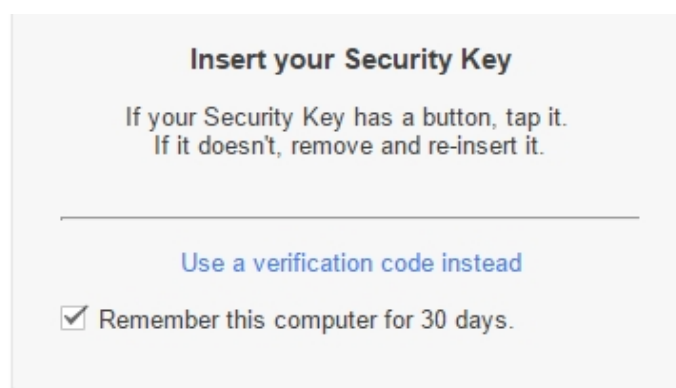 Insert your Security Key
If your Security Key has a button, tap it.
If it doesn't, remove and re-insert it.
Use a verification code instead
Remember this computer for 30 days.